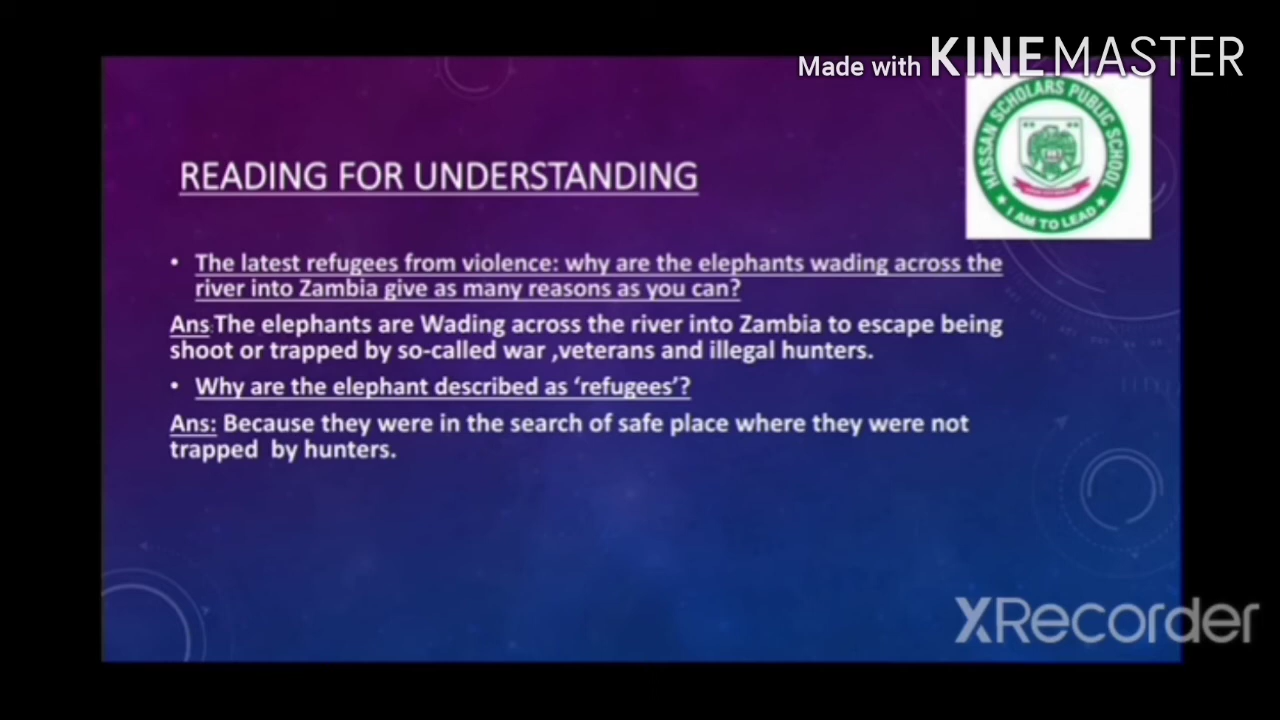 Made with KINEMASTER
HASSAN SCHOLARS PUBLIC SCHOOL
I AM TO LEAD
READING FOR UNDERSTANDING
• The latest refugees from violence: why are the elephants wading across the
river into Zambia give as many reasons as you can?
Ans:The elephants are Wading across the river into Zambia to escape being
shoot or trapped by so-called war ,veterans and illegal hunters.
• Why are the elephant described as ‘refugees’?
Ans: Because they were in the search of safe place where they were not
trapped by hunters.
XRecorder